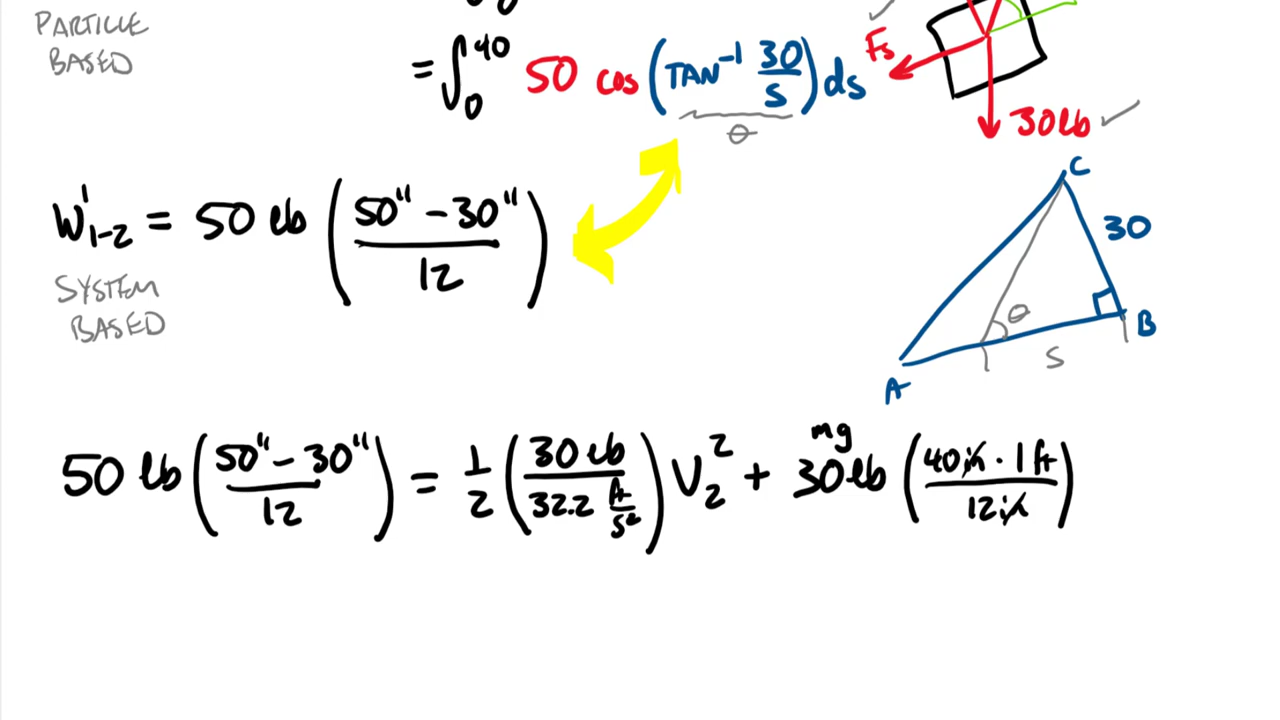 PARTICLE
BASED
= ∫₀⁴⁰ 50 cos (TAN⁻¹ 30/s) ds
θ
Fs
30lb
W'₁₋₂ = 50 lb ((50" - 30")/12)
SYSTEM
BASED
C
30
θ
B
S
A
mg
50 lb ((50" - 30")/12) = 1/2 (30 lb/32.2 ft/s²) V₂² + 30 lb (40 in · 1 ft/12 in)